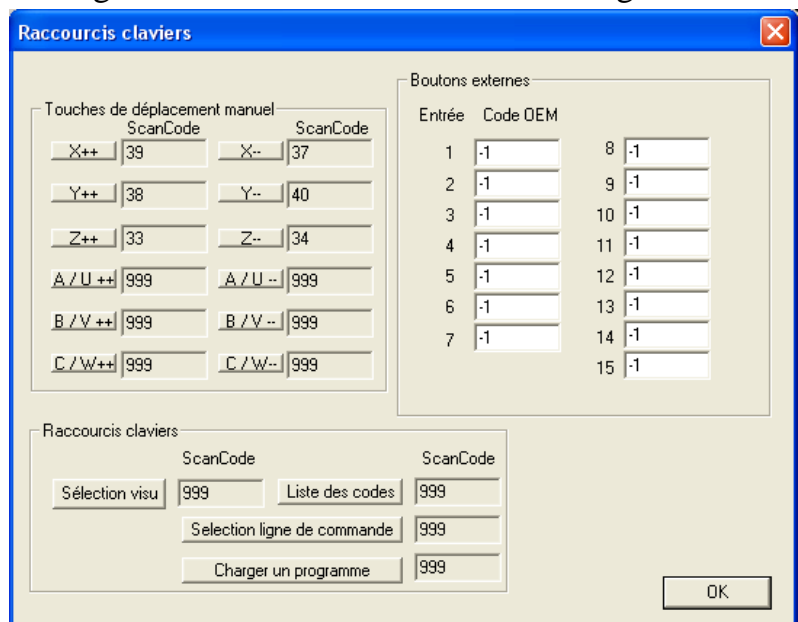 Raccourcis claviers
Touches de déplacement manuel
ScanCode ScanCode
X++ 39 X-- 37
Y++ 38 Y-- 40
Z++ 33 Z-- 34
A / U ++ 999 A / U -- 999
B / V ++ 999 B / V -- 999
C / W++ 999 C / W-- 999
Boutons externes
Entrée Code OEM
1 -1 8 -1
2 -1 9 -1
3 -1 10 -1
4 -1 11 -1
5 -1 12 -1
6 -1 13 -1
7 -1 14 -1
15 -1
Raccourcis claviers
ScanCode ScanCode
Sélection visu 999 Liste des codes 999
Selection ligne de commande 999
Charger un programme 999
OK